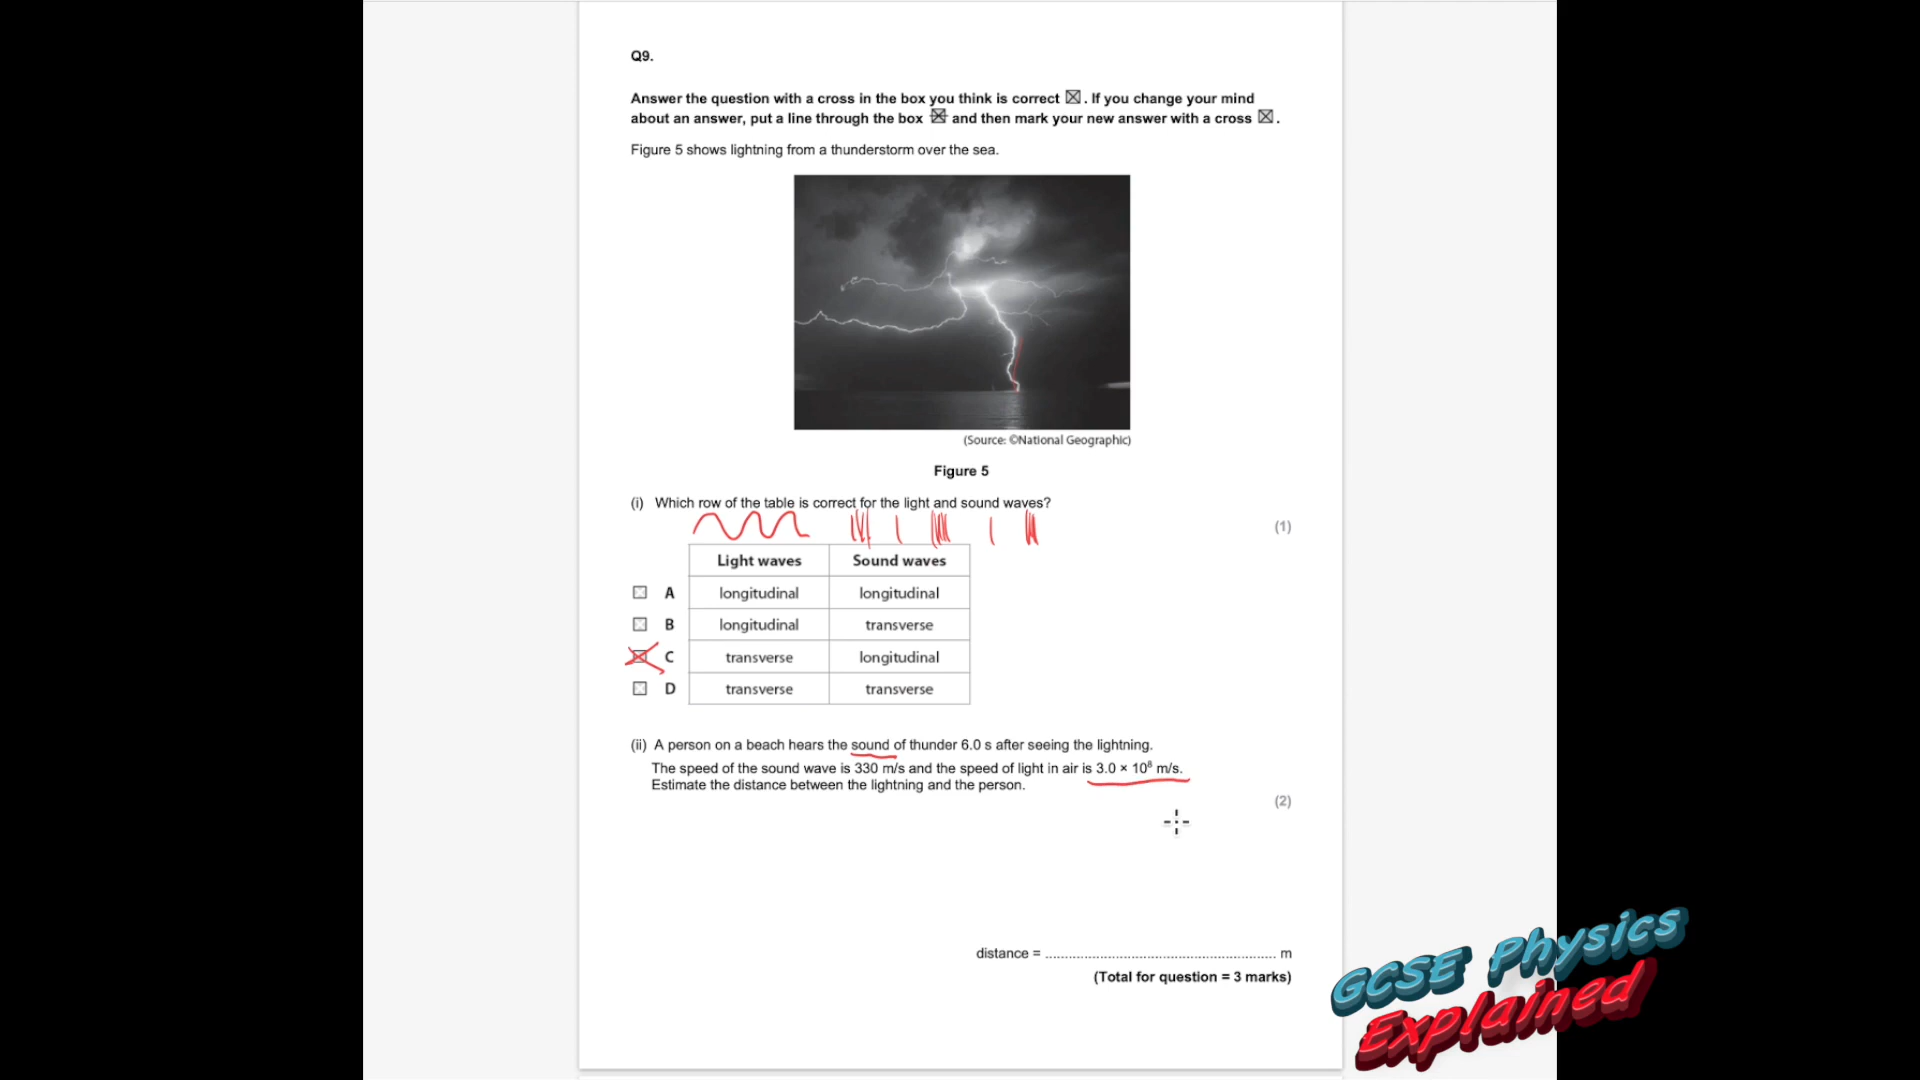 Q9.
Answer the question with a cross in the box you think is correct ☒. If you change your mind
about an answer, put a line through the box and then mark your new answer with a cross ☒.
Figure 5 shows lightning from a thunderstorm over the sea.
(Source: ©National Geographic)
Figure 5
(i) Which row of the table is correct for the light and sound waves?
(1)
Light waves Sound waves
A longitudinal longitudinal
B longitudinal transverse
C transverse longitudinal
D transverse transverse
(ii) A person on a beach hears the sound of thunder 6.0 s after seeing the lightning.
The speed of the sound wave is 330 m/s and the speed of light in air is 3.0 × 10⁸ m/s.
Estimate the distance between the lightning and the person.
(2)
distance = ............................................................ m
(Total for question = 3 marks)
GCSE Physics
Explained